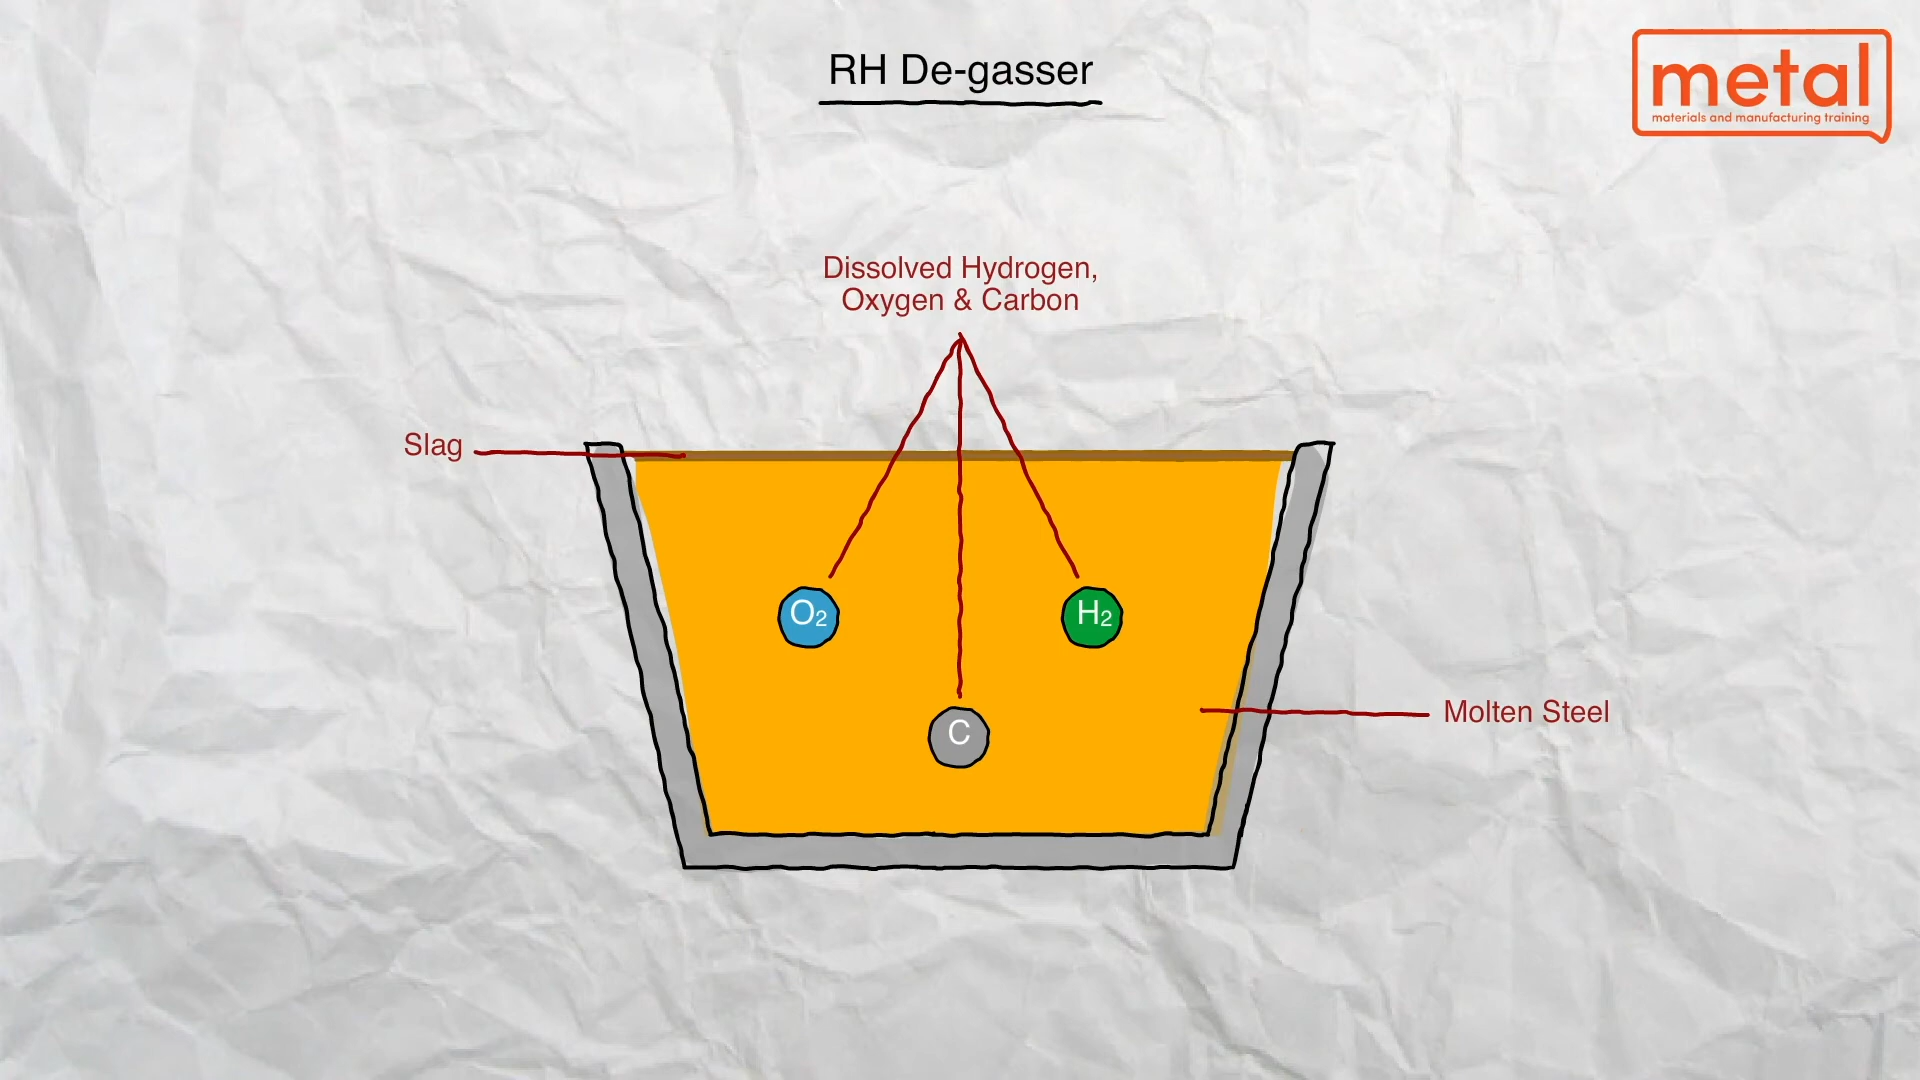 RH De-gasser
metal
materials and manufacturing training
Dissolved Hydrogen,
Oxygen & Carbon
Slag
O2
H2
C
Molten Steel